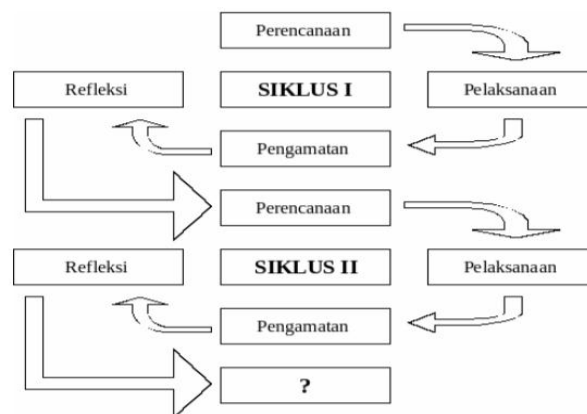 Perencanaan
Refleksi
SIKLUS I
Pelaksanaan
Pengamatan
Perencanaan
Refleksi
SIKLUS II
Pelaksanaan
Pengamatan
?